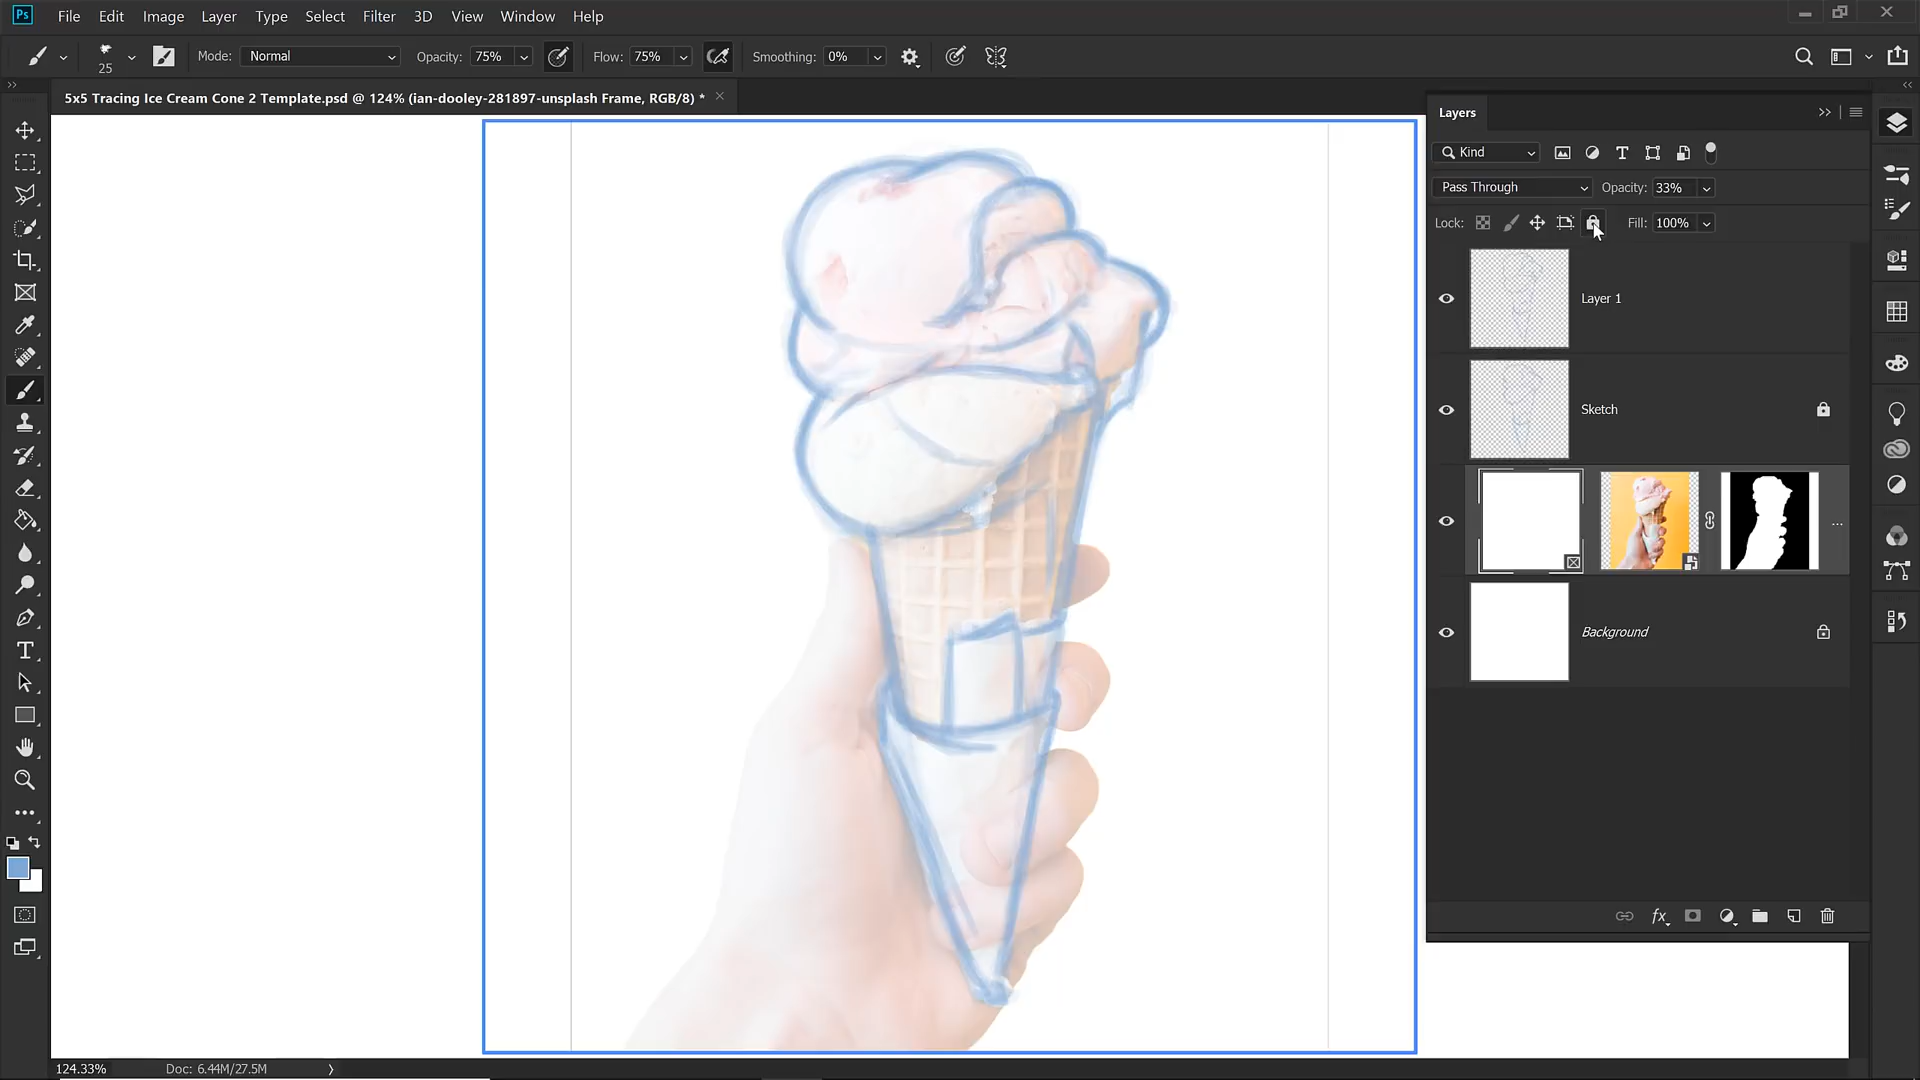 Ps File Edit Image Layer Type Select Filter 3D View Window Help
25 Mode: Normal Opacity: 75% Flow: 75% Smoothing: 0%
5x5 Tracing Ice Cream Cone 2 Template.psd @ 124% (ian-dooley-281897-unsplash Frame, RGB/8) *
Layers
Kind
Pass Through Opacity: 33%
Lock: Fill: 100%
Layer 1
Sketch
...
Background
fx
124.33% Doc: 6.44M/27.5M